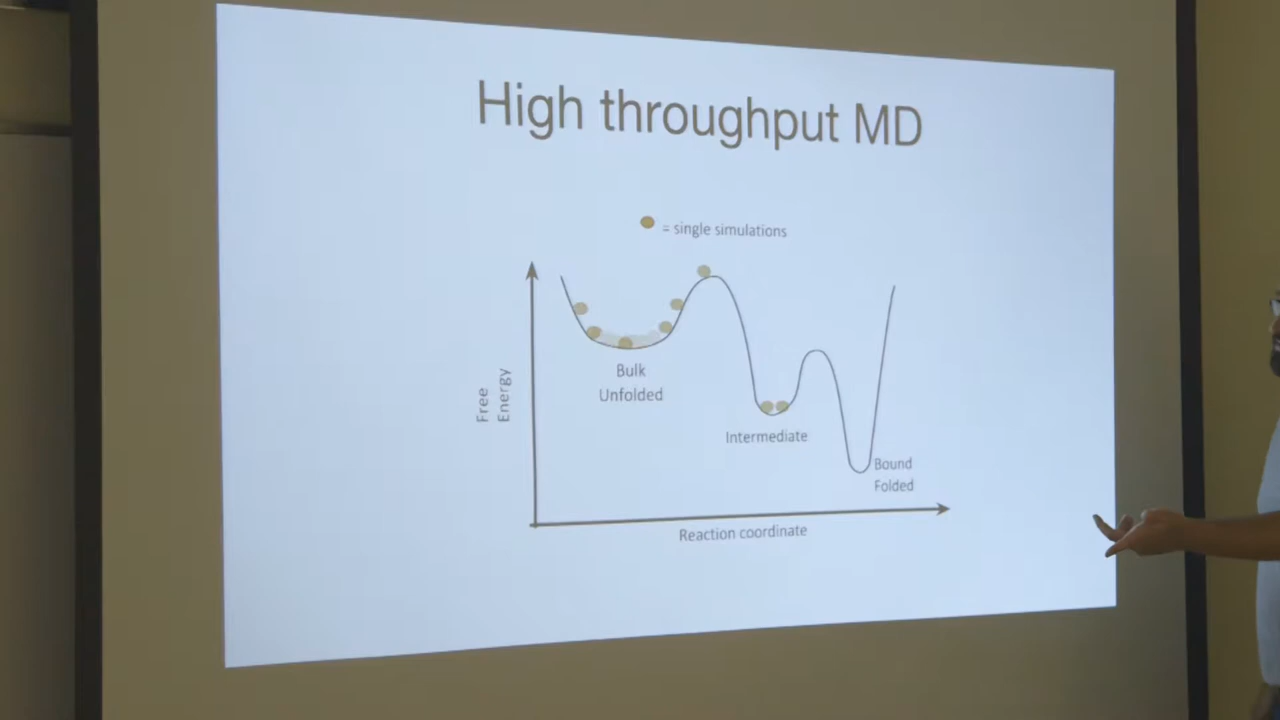 High throughput MD
= single simulations
Free
Energy
Bulk
Unfolded
Intermediate
Bound
Folded
Reaction coordinate